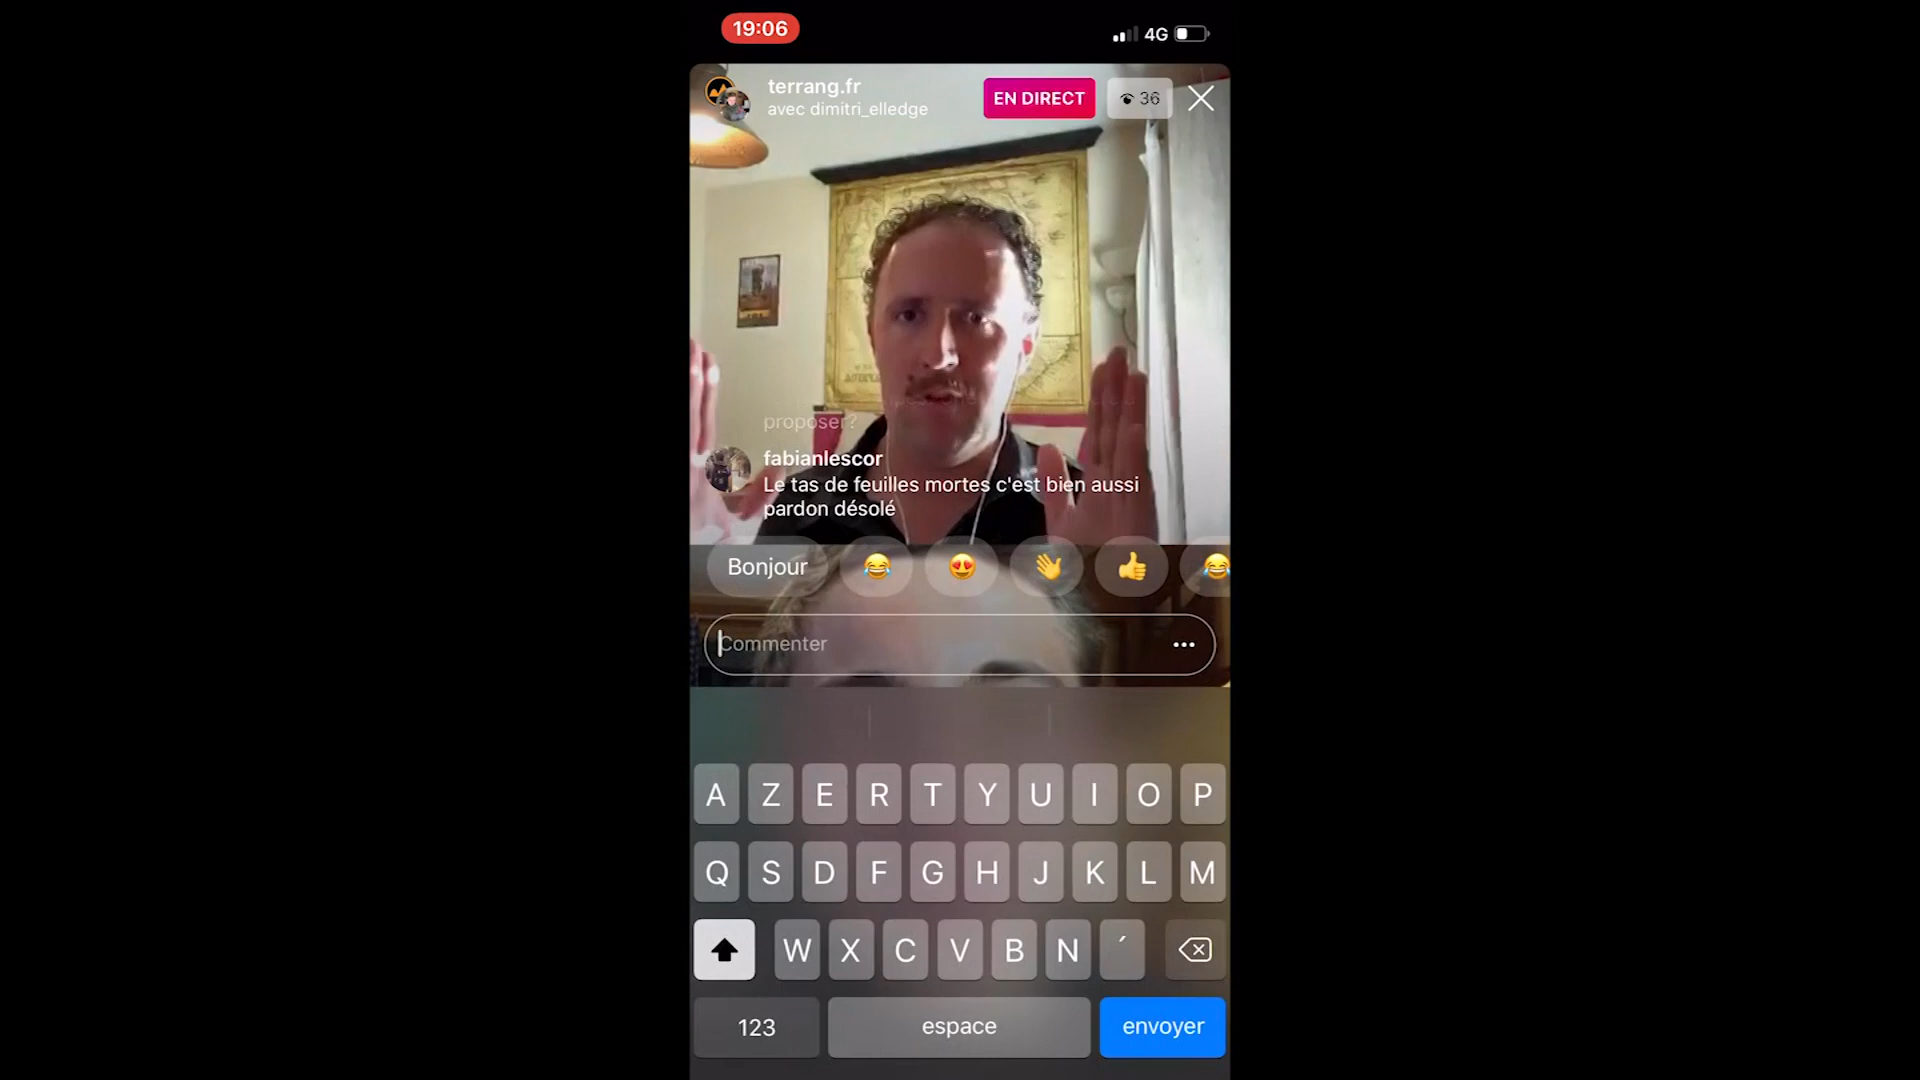 19:06
4G
terrang.fr
avec dimitri_elledge
EN DIRECT
36
proposer?
fabianlescor
Le tas de feuilles mortes c'est bien aussi
pardon désolé
Bonjour
Commenter
A Z E R T Y U I O P
Q S D F G H J K L M
W X C V B N ´
123
espace
envoyer